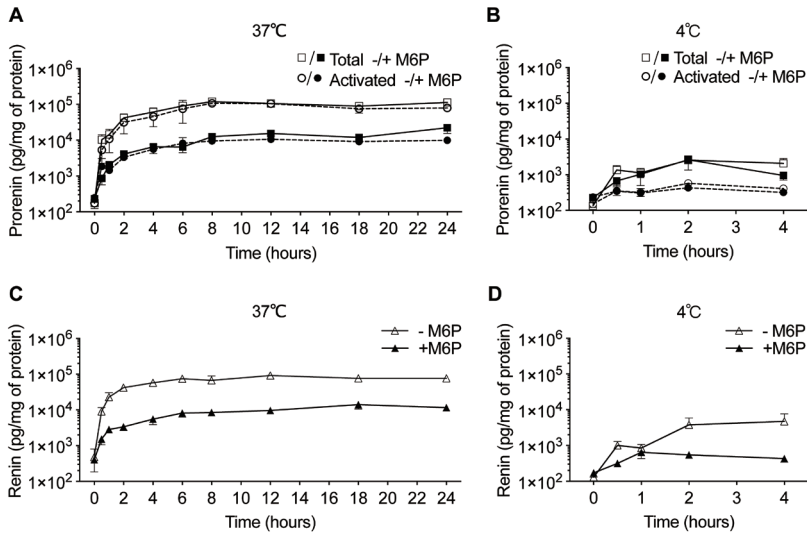 A
37℃
□/■ Total -/+ M6P
○/● Activated -/+ M6P
Prorenin (pg/mg of protein)
1×10⁶
1×10⁵
1×10⁴
1×10³
1×10²
0 2 4 6 8 10 12 14 16 18 20 22 24
Time (hours)
B
4℃
□/■ Total -/+ M6P
○/● Activated -/+ M6P
Prorenin (pg/mg of protein)
1×10⁶
1×10⁵
1×10⁴
1×10³
1×10²
0 1 2 3 4
Time (hours)
C
37℃
- M6P
+M6P
Renin (pg/mg of protein)
1×10⁶
1×10⁵
1×10⁴
1×10³
1×10²
0 2 4 6 8 10 12 14 16 18 20 22 24
Time (hours)
D
4℃
- M6P
+M6P
Renin (pg/mg of protein)
1×10⁶
1×10⁵
1×10⁴
1×10³
1×10²
0 1 2 3 4
Time (hours)